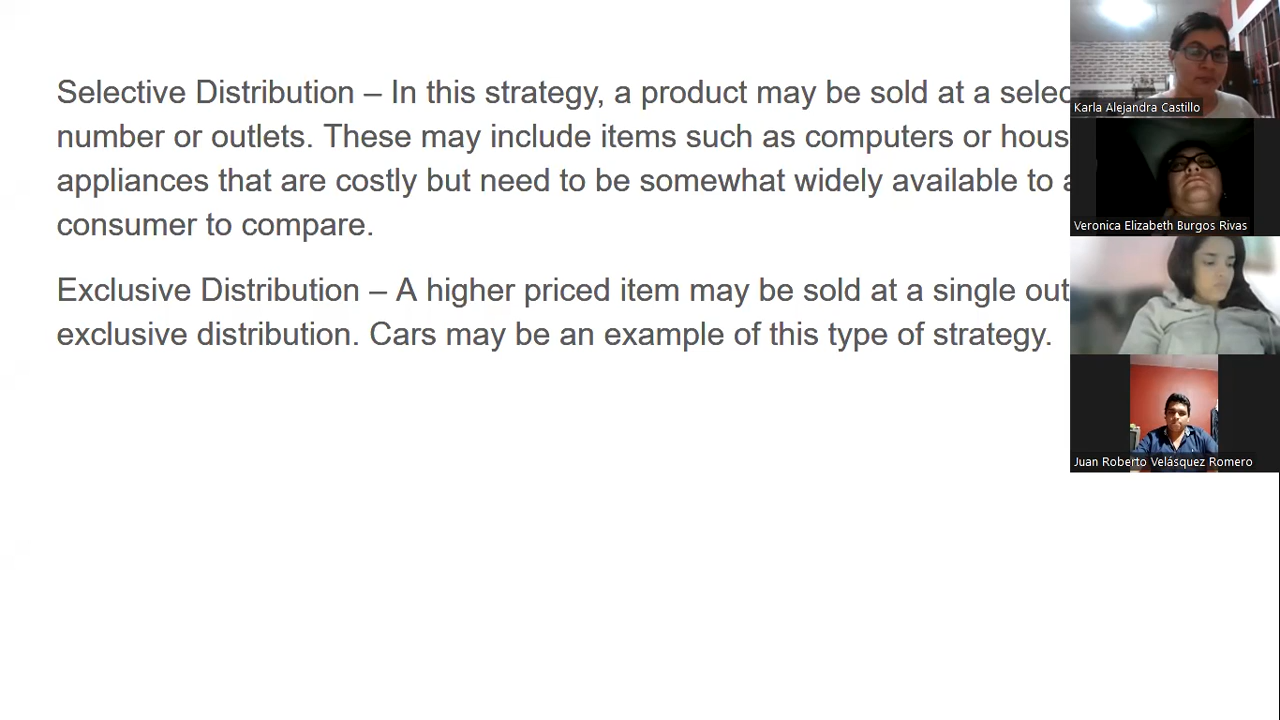 Selective Distribution – In this strategy, a product may be sold at a selec
number or outlets. These may include items such as computers or hous
appliances that are costly but need to be somewhat widely available to a
consumer to compare.
Exclusive Distribution – A higher priced item may be sold at a single out
exclusive distribution. Cars may be an example of this type of strategy.
Karla Alejandra Castillo
Veronica Elizabeth Burgos Rivas
Juan Roberto Velásquez Romero